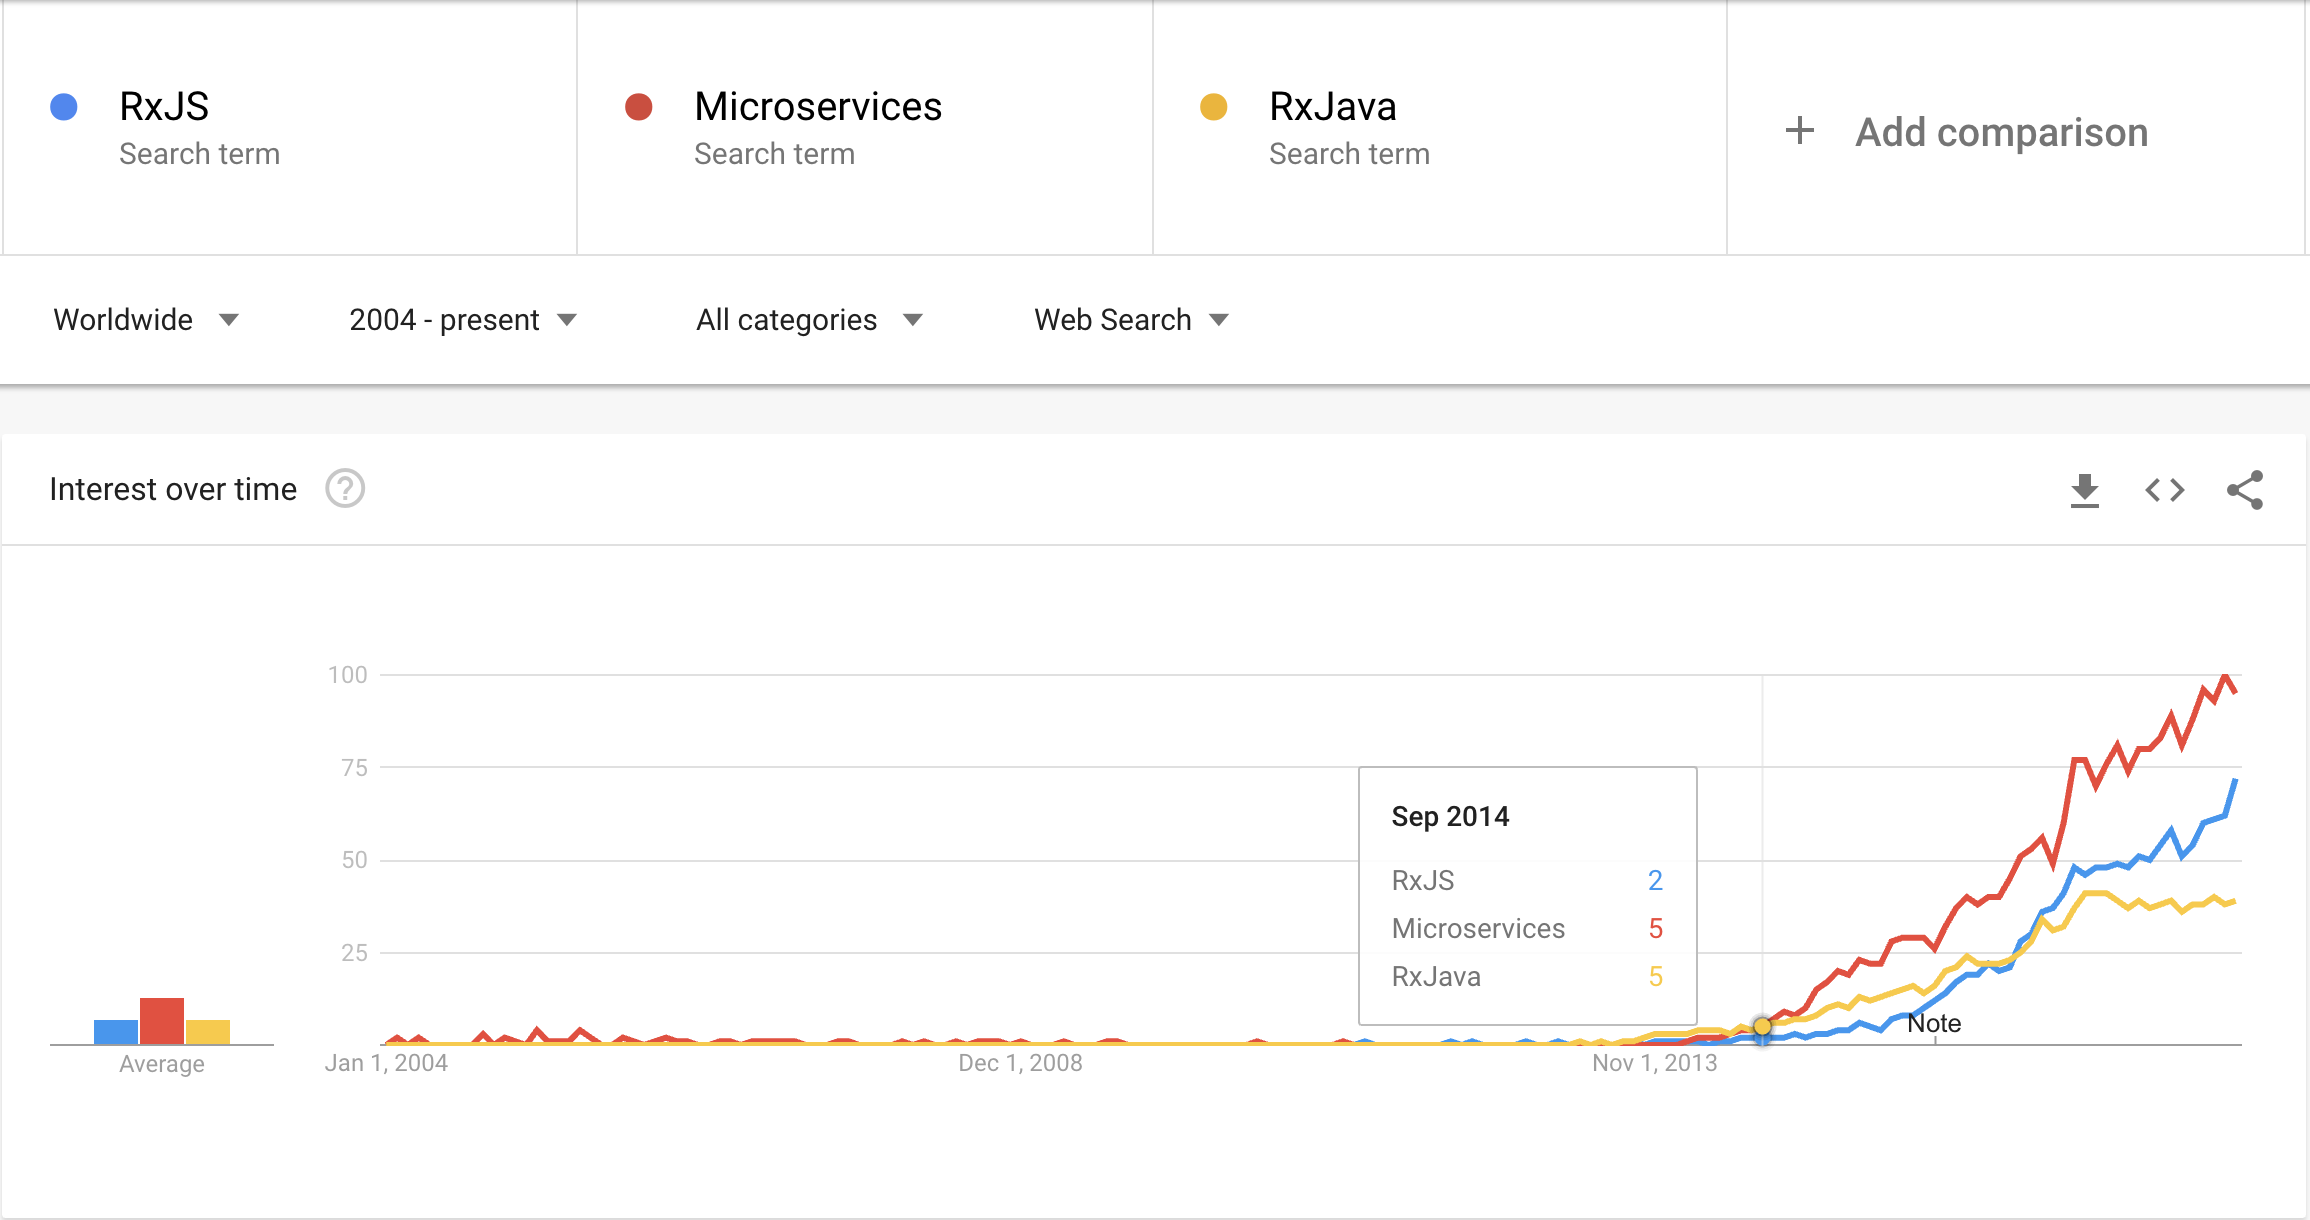 RxJS
Search term
Microservices
Search term
RxJava
Search term
+ Add comparison
Worldwide
2004 - present
All categories
Web Search
Interest over time ?
100
75
50
25
Sep 2014
RxJS 2
Microservices 5
RxJava 5
Note
Average
Jan 1, 2004
Dec 1, 2008
Nov 1, 2013